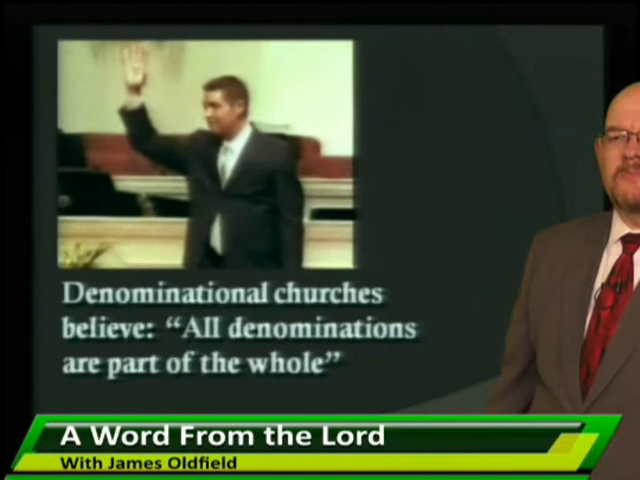 Denominational churches
believe: “All denominations
are part of the whole”
A Word From the Lord
With James Oldfield